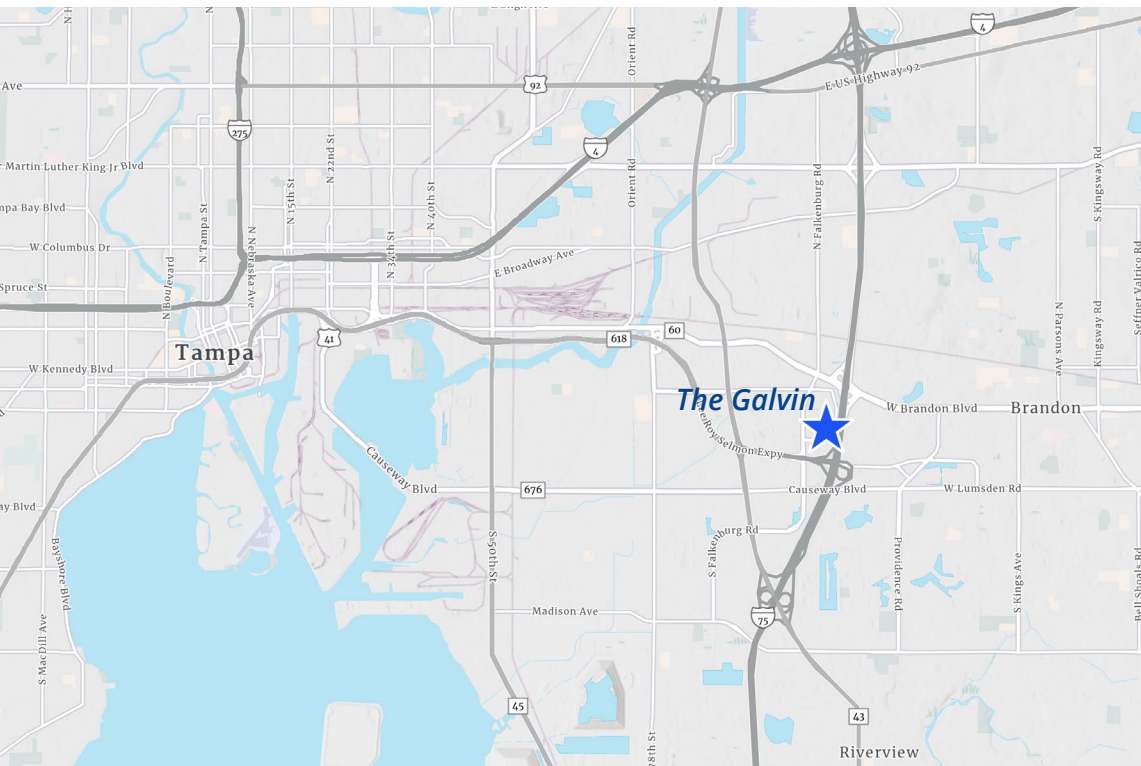 4
E US Highway 92
92
Orient Rd
Ave
275
4
Martin Luther King Jr Blvd
N 22nd St
N 15th St
N 40th St
Orient Rd
N Falkenburg Rd
S Kingsway Rd
mpa Bay Blvd
N Tampa St
N Nebraska Ave
N 34th St
W Columbus Dr
E Broadway Ave
Spruce St
N Boulevard
Seffner Valrico Rd
N Parsons Ave
Kingsway Rd
41
618
60
Tampa
W Kennedy Blvd
The Galvin
W Brandon Blvd
Brandon
Roy Selmon Expy
Causeway Blvd
676
Causeway Blvd
W Lumsden Rd
ay Blvd
Bayshore Blvd
S 50th St
S Falkenburg Rd
Providence Rd
S Kings Ave
Bell Shoals Rd
Madison Ave
75
S MacDill Ave
45
43
78th St
Riverview